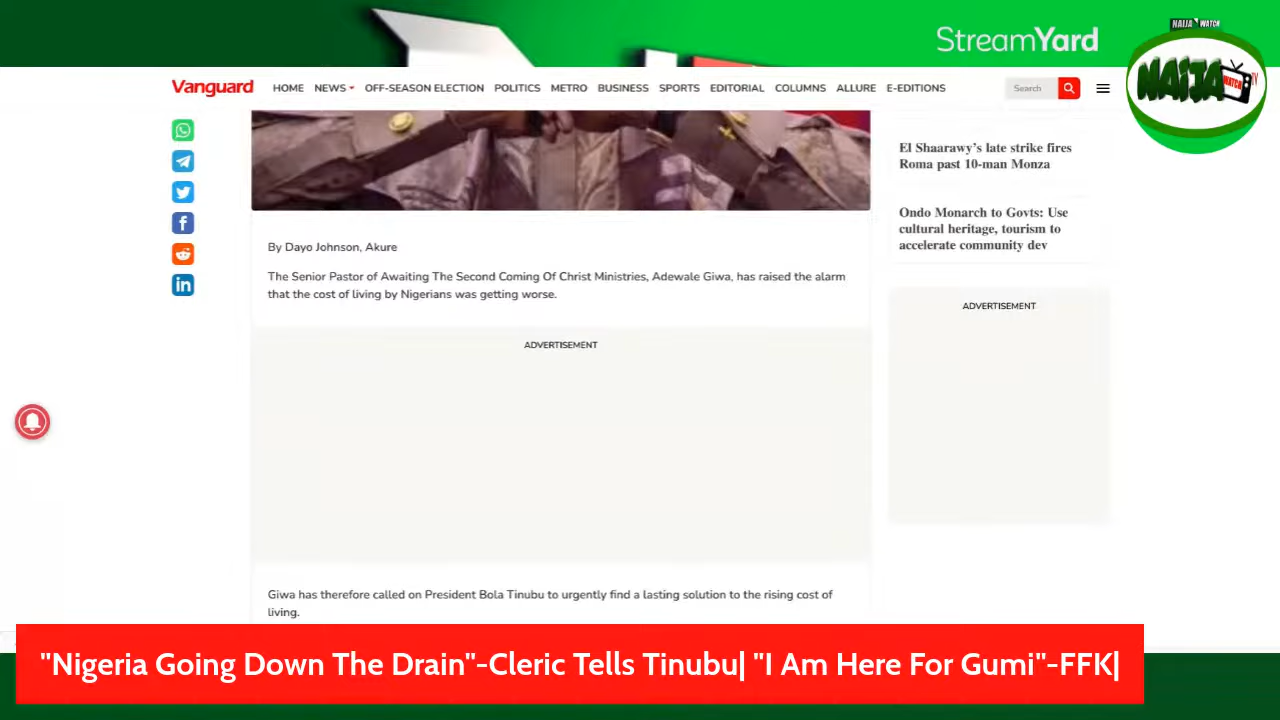 StreamYard
NAIJA WATCH
NAIJA
WATCH TV
Vanguard
HOME NEWS OFF-SEASON ELECTION POLITICS METRO BUSINESS SPORTS EDITORIAL COLUMNS ALLURE E-EDITIONS
Search
El Shaarawy's late strike fires
Roma past 10-man Monza
Ondo Monarch to Govts: Use
cultural heritage, tourism to
accelerate community dev
ADVERTISEMENT
By Dayo Johnson, Akure
The Senior Pastor of Awaiting The Second Coming Of Christ Ministries, Adewale Giwa, has raised the alarm
that the cost of living by Nigerians was getting worse.
ADVERTISEMENT
Giwa has therefore called on President Bola Tinubu to urgently find a lasting solution to the rising cost of
living.
"Nigeria Going Down The Drain"-Cleric Tells Tinubu| "I Am Here For Gumi"-FFK|